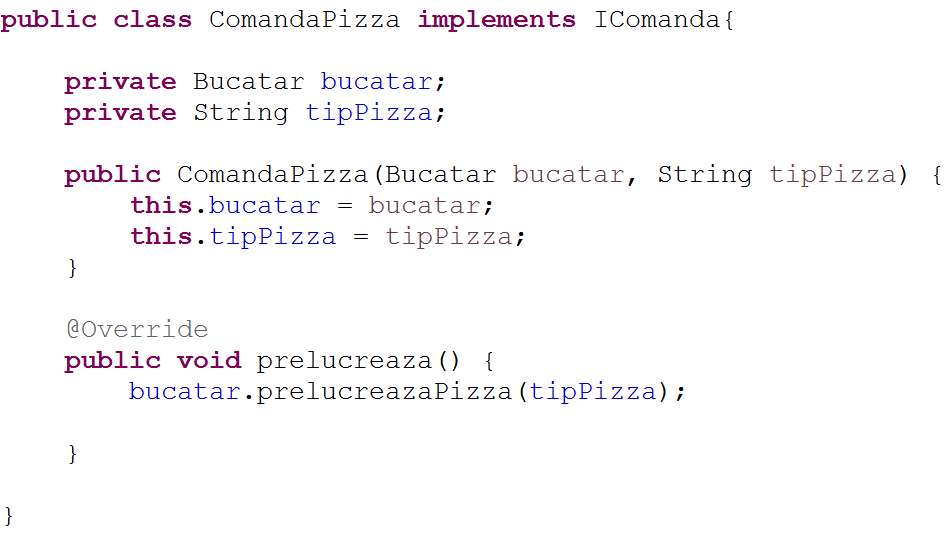 public class ComandaPizza implements IComanda{
private Bucatar bucatar;
private String tipPizza;
public ComandaPizza(Bucatar bucatar, String tipPizza) {
this.bucatar = bucatar;
this.tipPizza = tipPizza;
}
@Override
public void prelucreaza() {
bucatar.prelucreazaPizza(tipPizza);
}
}